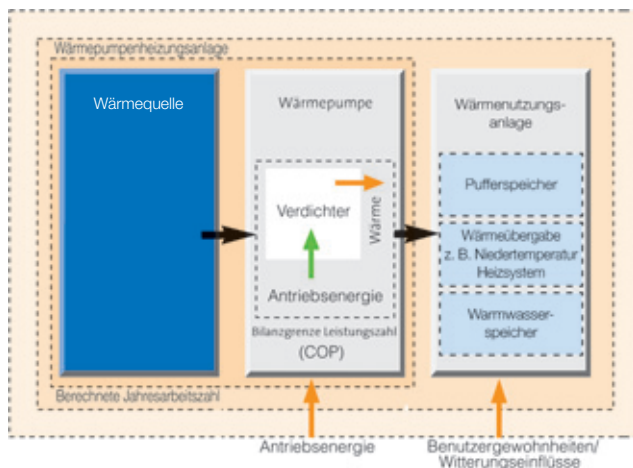 Wärmepumpenheizungsanlage
Wärmequelle
Wärmepumpe
Verdichter
Wärme
Antriebsenergie
Bilanzgrenze Leistungszahl
(COP)
Wärmenutzungs-
anlage
Pufferspeicher
Wärmeübergabe
z. B. Niedertemperatur
Heizsystem
Warmwasser-
speicher
Berechnete Jahresarbeitszahl
Antriebsenergie
Benutzergewohnheiten/
Witterungseinflüsse